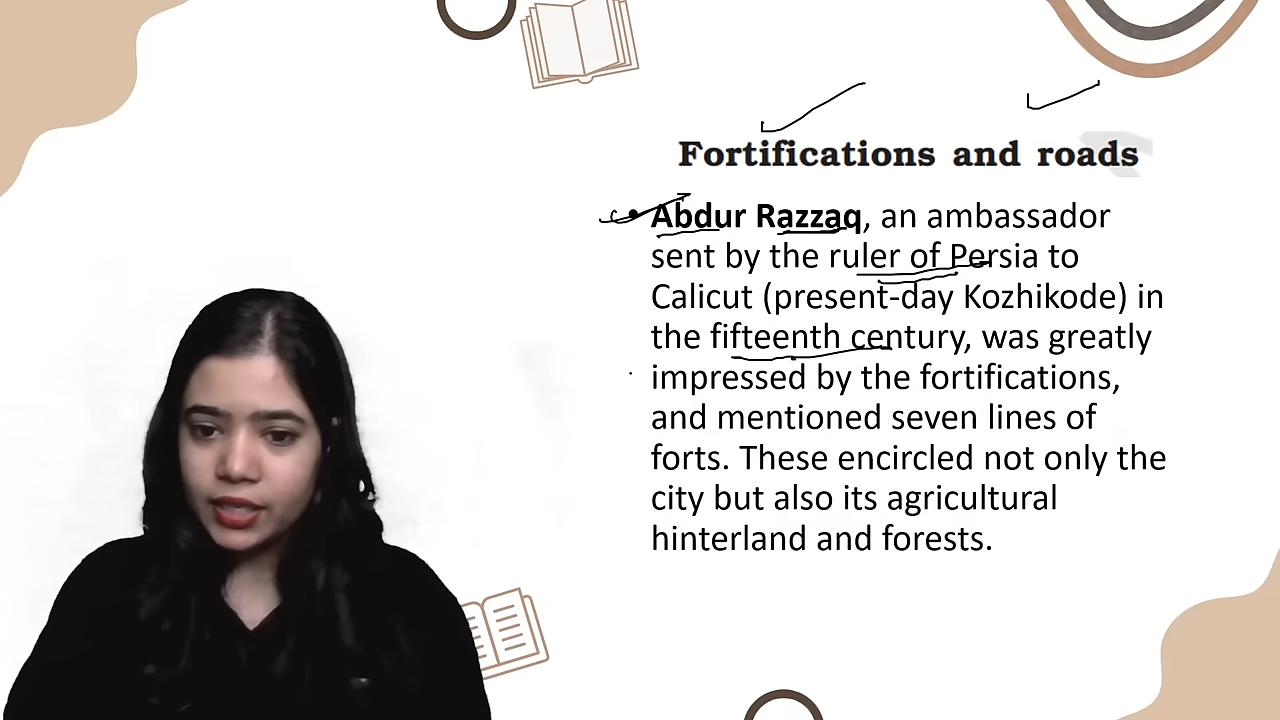 Fortifications and roads
• Abdur Razzaq, an ambassador
sent by the ruler of Persia to
Calicut (present-day Kozhikode) in
the fifteenth century, was greatly
impressed by the fortifications,
and mentioned seven lines of
forts. These encircled not only the
city but also its agricultural
hinterland and forests.